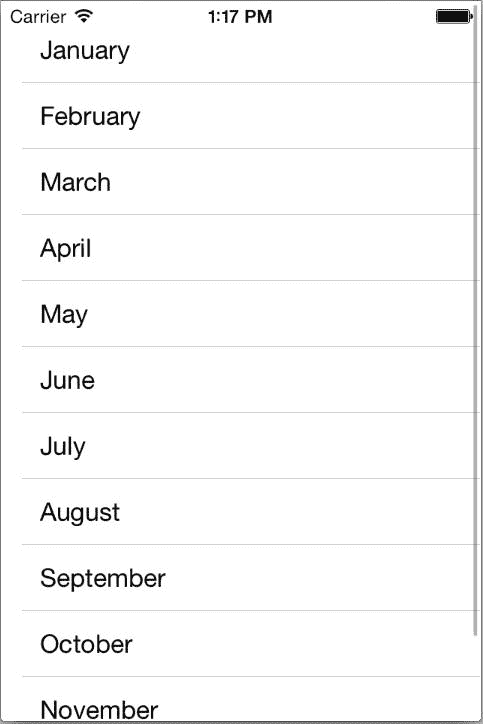 Carrier 1:17 PM
January
February
March
April
May
June
July
August
September
October
November